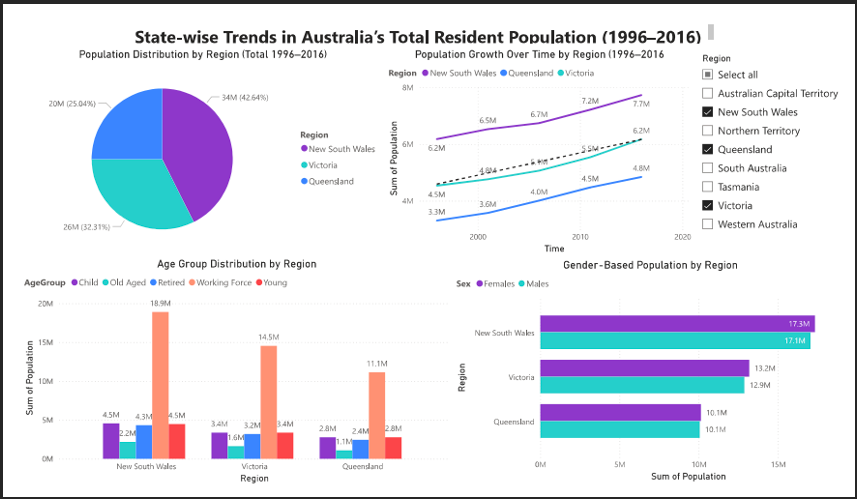 State-wise Trends in Australia's Total Resident Population (1996–2016)
Population Distribution by Region (Total 1996–2016)
34M (42.64%)
20M (25.04%)
26M (32.31%)
Region
New South Wales
Victoria
Queensland
Population Growth Over Time by Region (1996–2016
Region New South Wales Queensland Victoria
8M
6M
4M
Sum of Population
6.2M
6.5M
6.7M
7.2M
7.7M
4.5M
4.8M
5.5M
6.2M
3.3M
3.6M
4.0M
4.5M
4.8M
2000
2010
2020
Time
Region
Select all
Australian Capital Territory
New South Wales
Northern Territory
Queensland
South Australia
Tasmania
Victoria
Western Australia
Age Group Distribution by Region
AgeGroup Child Old Aged Retired Working Force Young
20M
15M
10M
5M
0M
Sum of Population
4.5M
2.2M
4.3M
18.9M
4.5M
3.4M
1.6M
3.2M
14.5M
3.4M
2.8M
1.1M
2.4M
11.1M
2.8M
New South Wales
Victoria
Queensland
Region
Gender-Based Population by Region
Sex Females Males
Region
New South Wales
17.3M
17.1M
Victoria
13.2M
12.9M
Queensland
10.1M
10.1M
0M
5M
10M
15M
Sum of Population